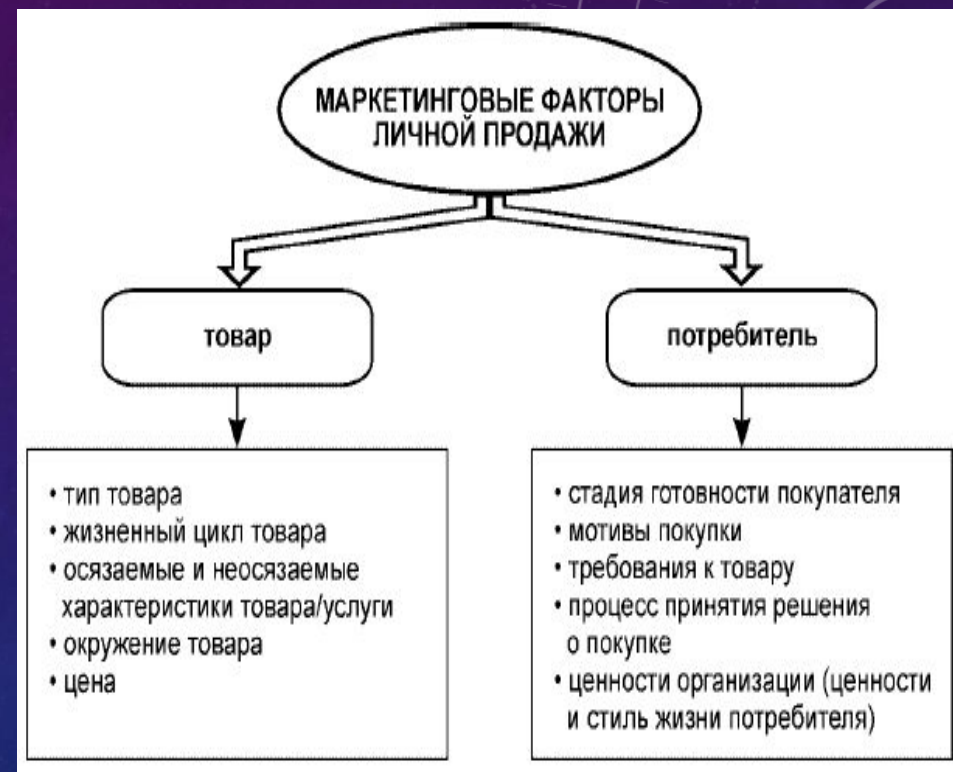 МАРКЕТИНГОВЫЕ ФАКТОРЫ
ЛИЧНОЙ ПРОДАЖИ
товар
потребитель
• тип товара
• жизненный цикл товара
• осязаемые и неосязаемые
характеристики товара/услуги
• окружение товара
• цена
• стадия готовности покупателя
• мотивы покупки
• требования к товару
• процесс принятия решения
о покупке
• ценности организации (ценности
и стиль жизни потребителя)